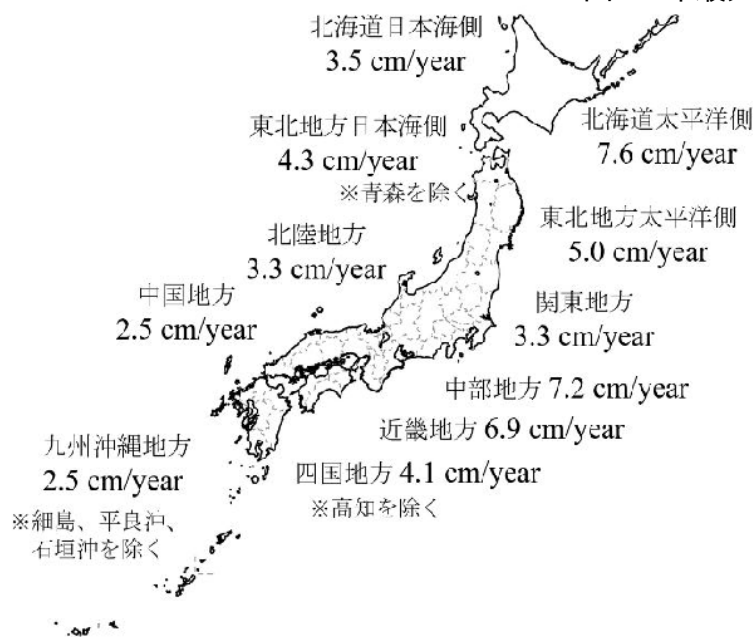 北海道日本海側
3.5 cm/year
東北地方日本海側
4.3 cm/year
※青森を除く
北海道太平洋側
7.6 cm/year
北陸地方
3.3 cm/year
東北地方太平洋側
5.0 cm/year
中国地方
2.5 cm/year
関東地方
3.3 cm/year
中部地方 7.2 cm/year
近畿地方 6.9 cm/year
九州沖縄地方
2.5 cm/year
※細島、平良沖、
石垣沖を除く
四国地方 4.1 cm/year
※高知を除く